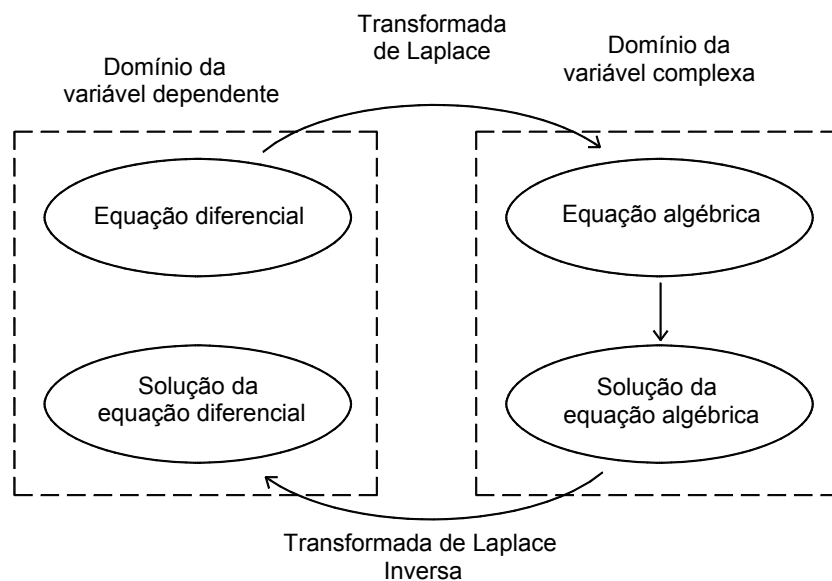 Transformada
de Laplace
Domínio da
variável dependente
Domínio da
variável complexa
Equação diferencial
Equação algébrica
Solução da
equação diferencial
Solução da
equação algébrica
Transformada de Laplace
Inversa